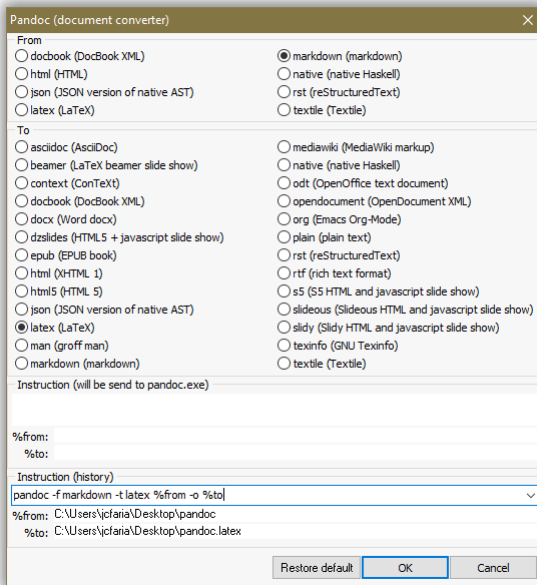 Pandoc (document converter)
From
docbook (DocBook XML)
html (HTML)
json (JSON version of native AST)
latex (LaTeX)
markdown (markdown)
native (native Haskell)
rst (reStructuredText)
textile (Textile)
To
asciidoc (AsciiDoc)
beamer (LaTeX beamer slide show)
context (ConTeXt)
docbook (DocBook XML)
docx (Word docx)
dzslides (HTML5 + javascript slide show)
epub (EPUB book)
html (XHTML 1)
html5 (HTML 5)
json (JSON version of native AST)
latex (LaTeX)
man (groff man)
markdown (markdown)
mediawiki (MediaWiki markup)
native (native Haskell)
odt (OpenOffice text document)
opendocument (OpenDocument XML)
org (Emacs Org-Mode)
plain (plain text)
rst (reStructuredText)
rtf (rich text format)
s5 (S5 HTML and javascript slide show)
slideous (Slideous HTML and javascript slide show)
slidy (Slidy HTML and javascript slide show)
texinfo (GNU Texinfo)
textile (Textile)
Instruction (will be send to pandoc.exe)
%from:
%to:
Instruction (history)
pandoc -f markdown -t latex %from -o %to
%from: C:\Users\jcfaria\Desktop\pandoc
%to: C:\Users\jcfaria\Desktop\pandoc.latex
Restore default OK Cancel